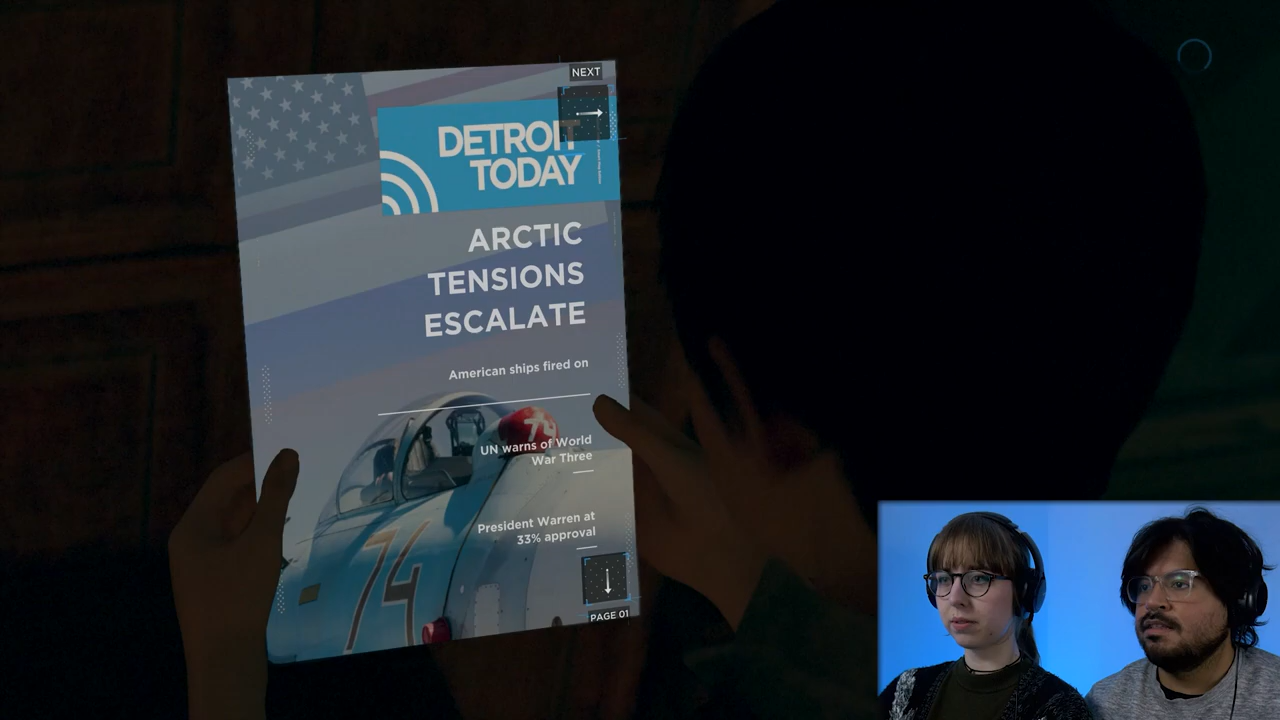 NEXT
DETROIT
TODAY
ARCTIC
TENSIONS
ESCALATE
American ships fired on
74
UN warns of World
War Three
President Warren at
33% approval
74
PAGE 01